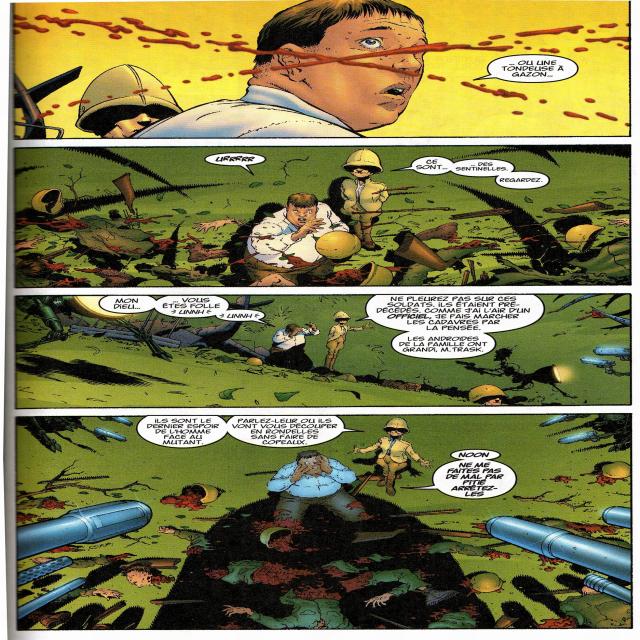 ... OU UNE
TONDEUSE À
GAZON...
URRRRR
CE
SONT...
... DES
SENTINELLES.
REGARDEZ.
MON
DIEU...
... VOUS
ÊTES FOLLE
UNNH
UNNH
NE PLEUREZ PAS SUR CES
SOLDATS. ILS ÉTAIENT PRÉ-
DÉCÉDÉS. COMME J'AI L'AIR D'UN
OFFICIEL, JE FAIS MARCHER
LES CADAVRES PAR
LA PENSÉE.
LES ANDROÏDES
DE LA FAMILLE ONT
GRANDI, M.TRASK.
ILS SONT LE
DERNIER ESPOIR
DE L'HOMME
FACE AU
MUTANT.
PARLEZ-LEUR OU ILS
VONT VOUS DÉCOUPER
EN RONDELLES
SANS FAIRE DE
COPEAUX.
NOON
NE ME
FAITES PAS
DE MAL PAR
PITIÉ
ARRÊTEZ-
LES